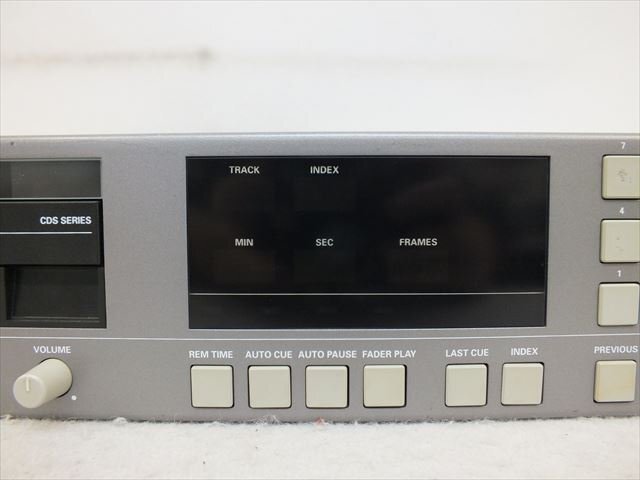 7
TRACK INDEX
CDS SERIES
4
MIN SEC FRAMES
1
VOLUME REM TIME AUTO CUE AUTO PAUSE FADER PLAY LAST CUE INDEX PREVIOUS